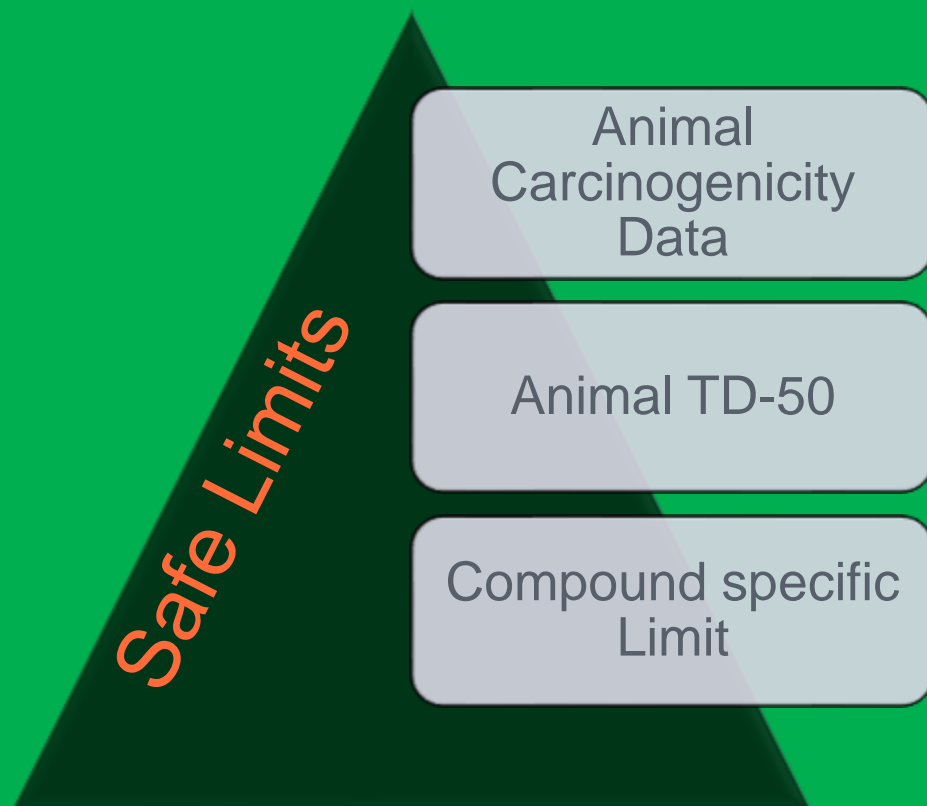 Safe Limits
Animal
Carcinogenicity
Data
Animal TD-50
Compound specific
Limit